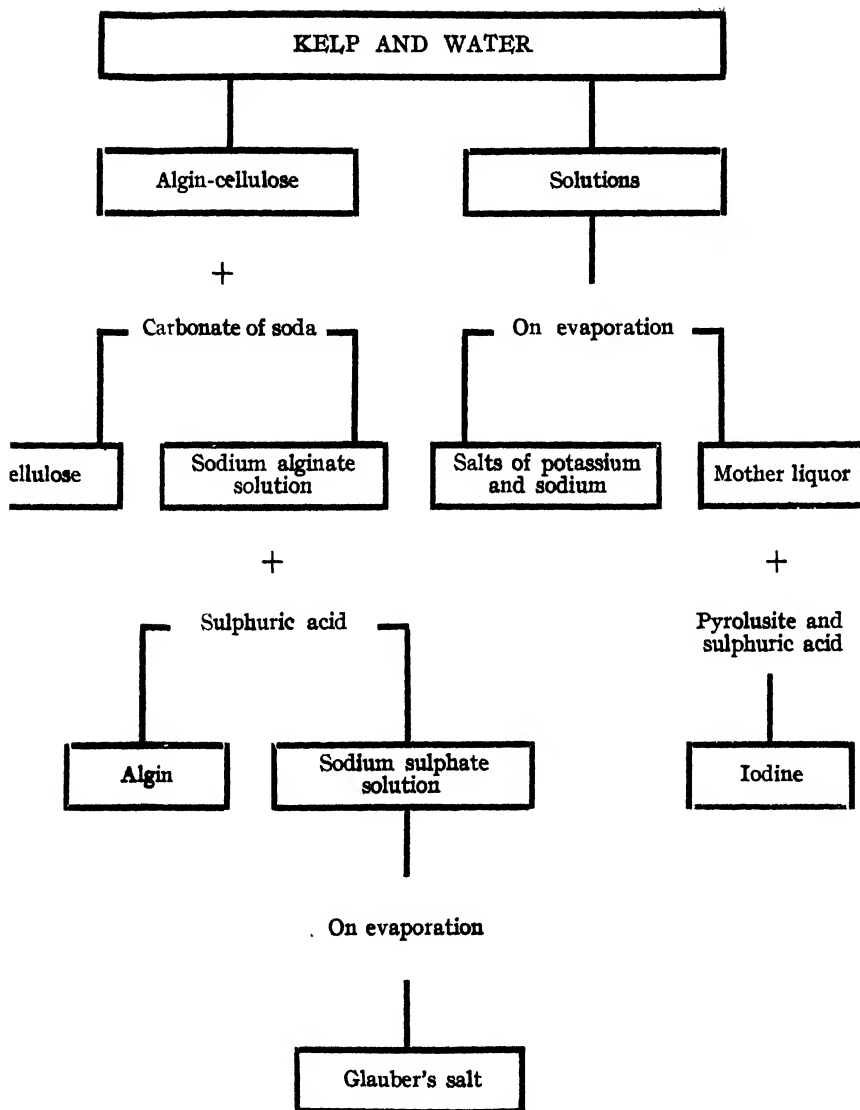 KELP AND WATER
Algin-cellulose
Solutions
+
Carbonate of soda
On evaporation
ellulose
Sodium alginate
solution
Salts of potassium
and sodium
Mother liquor
+
+
Sulphuric acid
Pyrolusite and
sulphuric acid
Algin
Sodium sulphate
solution
Iodine
On evaporation
Glauber's salt